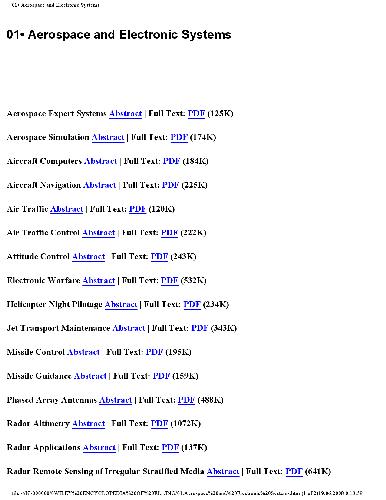 01• Aerospace and Electronic Systems
01• Aerospace and Electronic Systems
Aerospace Expert Systems Abstract | Full Text: PDF (125K)
Aerospace Simulation Abstract | Full Text: PDF (174K)
Aircraft Computers Abstract | Full Text: PDF (184K)
Aircraft Navigation Abstract | Full Text: PDF (225K)
Air Traffic Abstract | Full Text: PDF (120K)
Air Traffic Control Abstract | Full Text: PDF (222K)
Attitude Control Abstract | Full Text: PDF (243K)
Electronic Warfare Abstract | Full Text: PDF (532K)
Helicopter Night Pilotage Abstract | Full Text: PDF (234K)
Jet Transport Maintenance Abstract | Full Text: PDF (343K)
Missile Control Abstract | Full Text: PDF (195K)
Missile Guidance Abstract | Full Text: PDF (159K)
Phased Array Antennas Abstract | Full Text: PDF (488K)
Radar Altimetry Abstract | Full Text: PDF (1072K)
Radar Applications Abstract | Full Text: PDF (137K)
Radar Remote Sensing of Irregular Stratified Media Abstract | Full Text: PDF (641K)